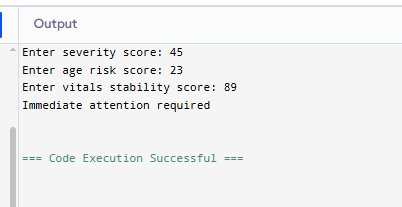 Output
Enter severity score: 45
Enter age risk score: 23
Enter vitals stability score: 89
Immediate attention required
=== Code Execution Successful ===